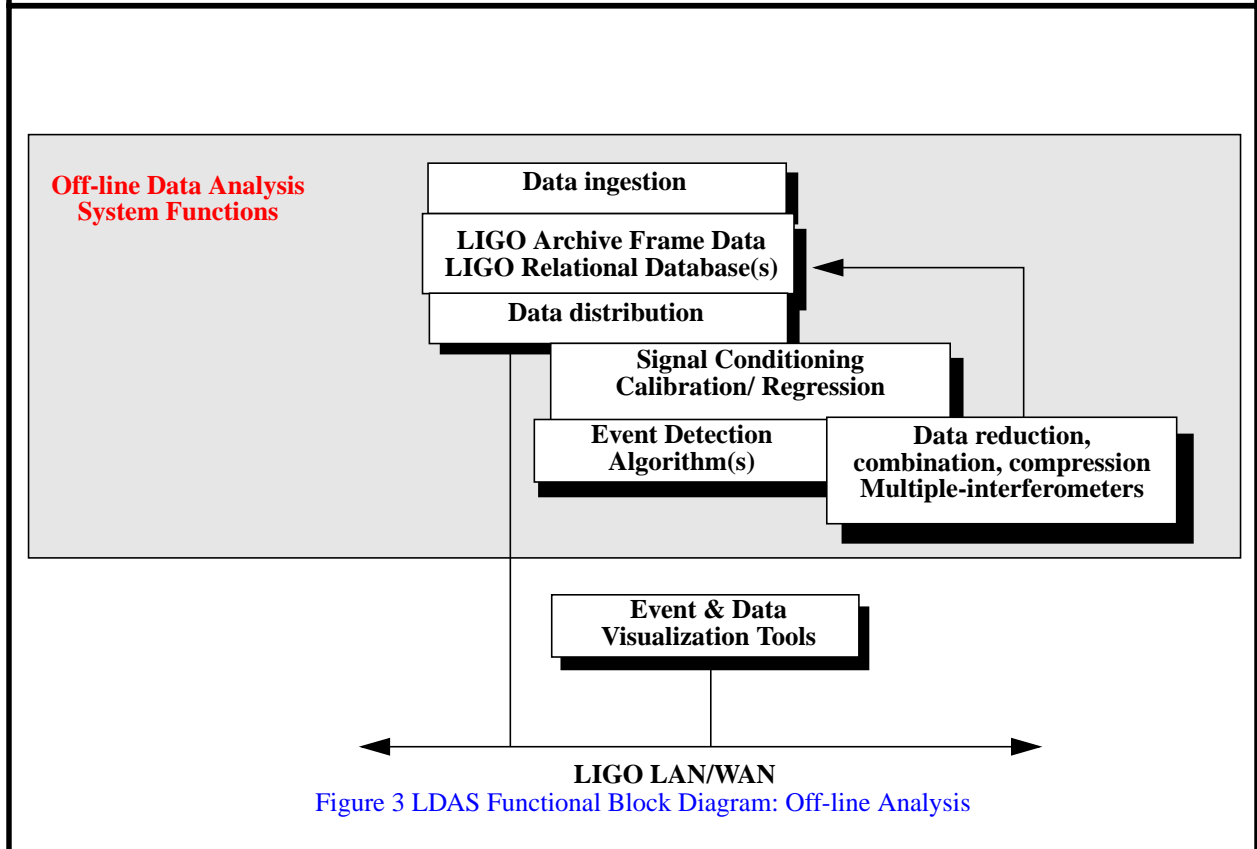 Off-line Data Analysis
System Functions
Data ingestion
LIGO Archive Frame Data
LIGO Relational Database(s)
Data distribution
Signal Conditioning
Calibration/ Regression
Event Detection
Algorithm(s)
Data reduction,
combination, compression
Multiple-interferometers
Event & Data
Visualization Tools
LIGO LAN/WAN
Figure 3 LDAS Functional Block Diagram: Off-line Analysis